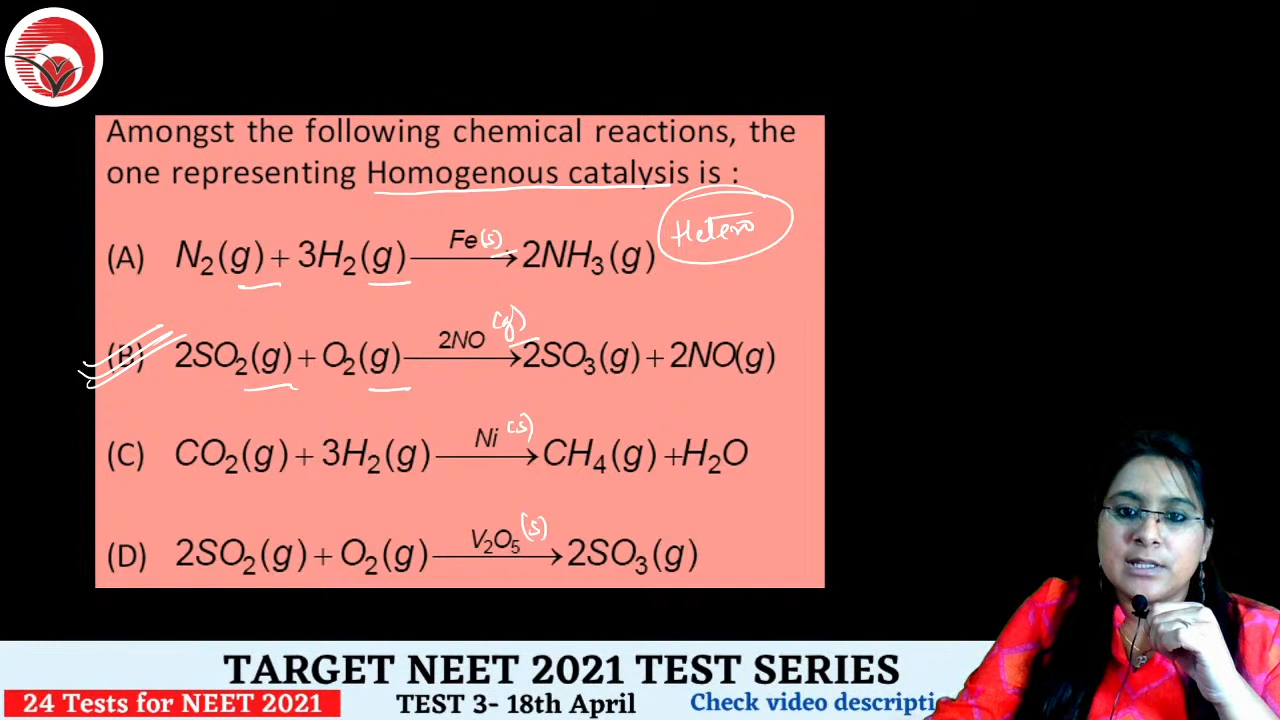 Amongst the following chemical reactions, the
one representing Homogenous catalysis is :
Hetero
(A) N₂(g) + 3H₂(g) —Fe(s)→ 2NH₃(g)
(B) 2SO₂(g) + O₂(g) —2NO (g)→ 2SO₃(g) + 2NO(g)
(C) CO₂(g) + 3H₂(g) —Ni (s)→ CH₄(g) +H₂O
(D) 2SO₂(g) + O₂(g) —V₂O₅(s)→ 2SO₃(g)
TARGET NEET 2021 TEST SERIES
24 Tests for NEET 2021 TEST 3- 18th April Check video descripti